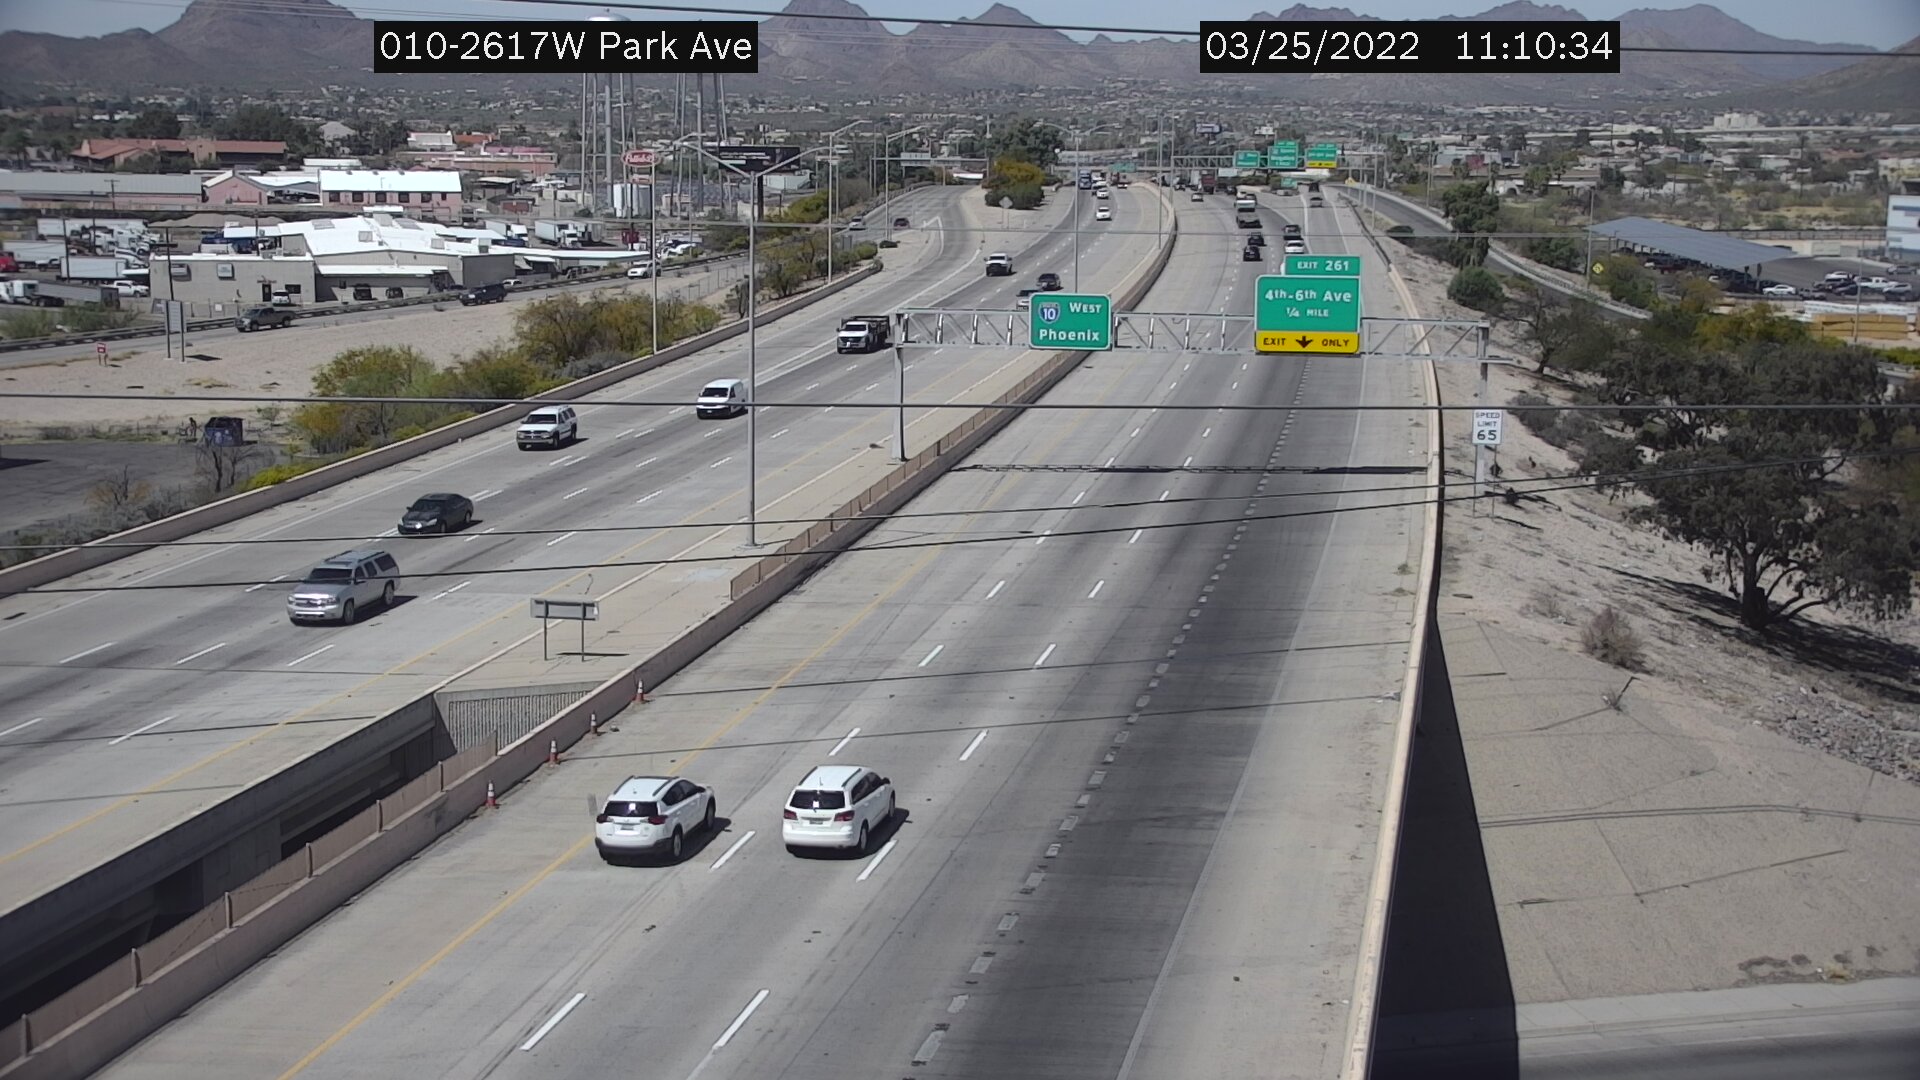 010-2617W Park Ave
03/25/2022 11:10:34
EXIT 261
4th-6th Ave
1/4 MILE
EXIT ONLY
10
WEST
Phoenix
SPEED
LIMIT
65